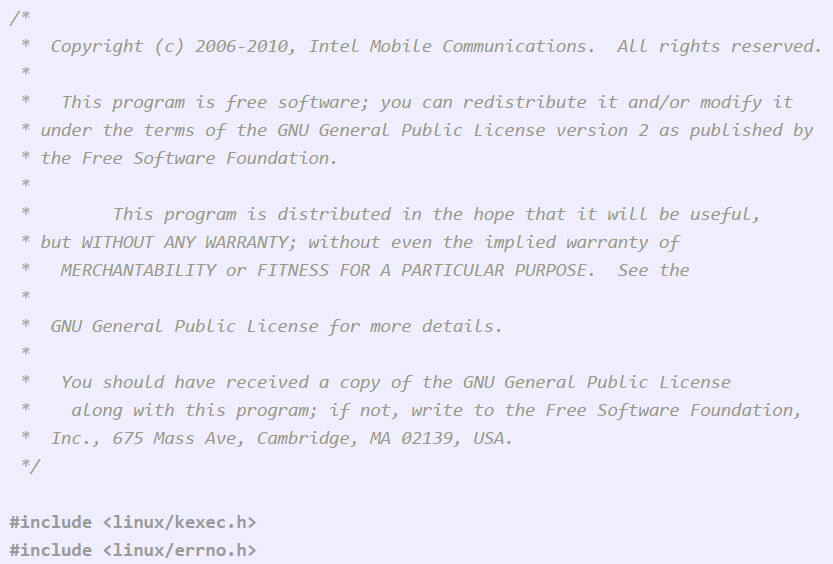 /*
 *  Copyright (c) 2006-2010, Intel Mobile Communications.  All rights reserved.
 *
 *   This program is free software; you can redistribute it and/or modify it
 * under the terms of the GNU General Public License version 2 as published by
 * the Free Software Foundation.
 *
 *        This program is distributed in the hope that it will be useful,
 * but WITHOUT ANY WARRANTY; without even the implied warranty of
 *   MERCHANTABILITY or FITNESS FOR A PARTICULAR PURPOSE.  See the
 *
 *  GNU General Public License for more details.
 *
 *   You should have received a copy of the GNU General Public License
 *    along with this program; if not, write to the Free Software Foundation,
 *  Inc., 675 Mass Ave, Cambridge, MA 02139, USA.
 */

#include <linux/kexec.h>
#include <linux/errno.h>